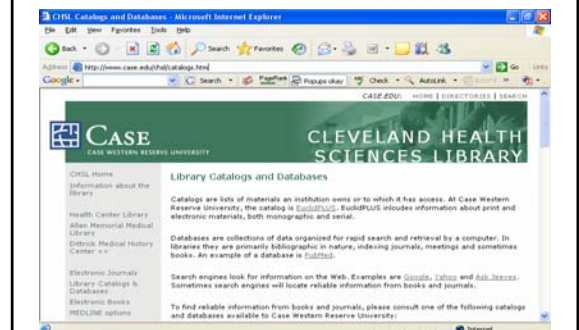 CHSL Catalogs and Databases - Microsoft Internet Explorer
File Edit View Favorites Tools Help
Back Search Favorites
Address http://www.case.edu/chsl/catalogs.html Go Links
Google Search PageRank Popups okay Check AutoLink
CASE.EDU: HOME | DIRECTORIES | SEARCH
CASE
CASE WESTERN RESERVE UNIVERSITY
CLEVELAND HEALTH
SCIENCES LIBRARY
CHSL Home
Information about the
library
Health Center Library
Allen Memorial Medical
Library
Dittrick Medical History
Center >>
Electronic Journals
Library Catalogs &
Databases
Electronic Books
MEDLINE options
Library Catalogs and Databases
Catalogs are lists of materials an institution owns or to which it has access. At Case Western
Reserve University, the catalog is EuclidPLUS. EuclidPLUS inlcudes information about print and
electronic materials, both monographic and serial.
Databases are collections of data organized for rapid search and retrieval by a computer. In
libraries they are primarily bibliographic in nature, indexing journals, meetings and sometimes
books. An example of a database is PubMed.
Search engines look for information on the Web. Examples are Google, Yahoo and Ask Jeeves.
Sometimes search engines will locate reliable information from books and journals.
To find reliable information from books and journals, please consult one of the following catalogs
and databases available to Case Western Reserve University:
Internet